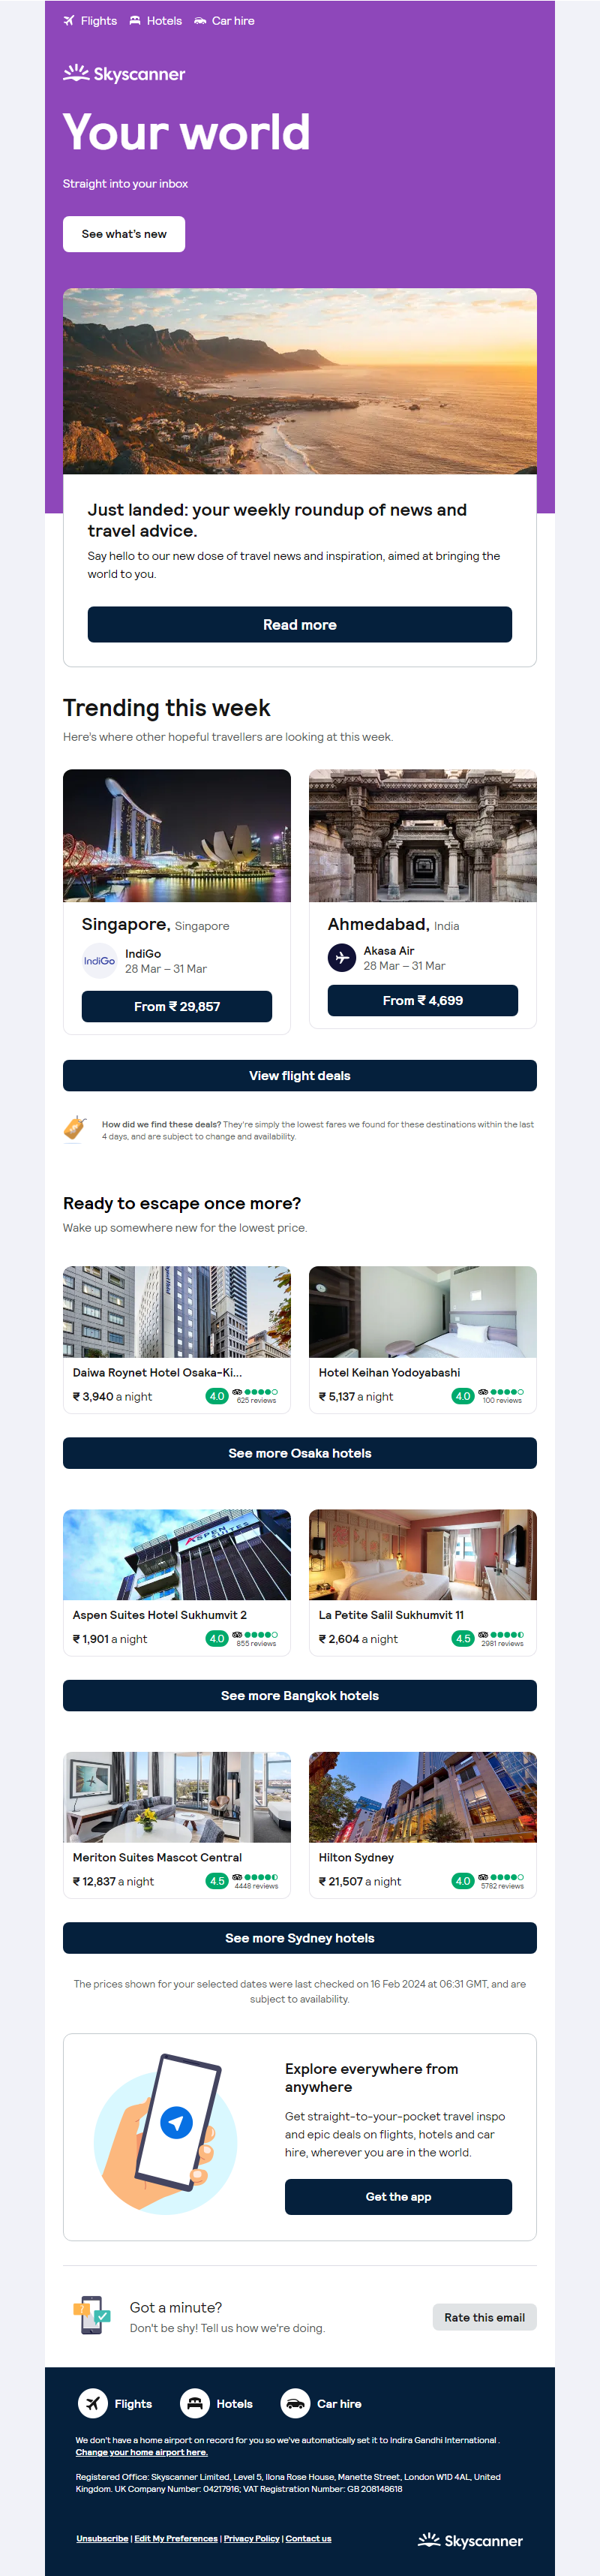 Flights Hotels Car hire
Skyscanner
Your world
Straight into your inbox
See what's new
Just landed: your weekly roundup of news and
travel advice.
Say hello to our new dose of travel news and inspiration, aimed at bringing the
world to you.
Read more
Trending this week
Here's where other hopeful travellers are looking at this week.
Singapore, Singapore
IndiGo
IndiGo
28 Mar – 31 Mar
From ₹ 29,857
Ahmedabad, India
Akasa Air
28 Mar – 31 Mar
From ₹ 4,699
View flight deals
How did we find these deals? They're simply the lowest fares we found for these destinations within the last
4 days, and are subject to change and availability.
Ready to escape once more?
Wake up somewhere new for the lowest price.
Daiwa Roynet Hotel Osaka-Ki...
₹ 3,940 a night
4.0
625 reviews
Hotel Keihan Yodoyabashi
₹ 5,137 a night
4.0
100 reviews
See more Osaka hotels
ASPEN SUITES
Aspen Suites Hotel Sukhumvit 2
₹ 1,901 a night
4.0
855 reviews
La Petite Salil Sukhumvit 11
₹ 2,604 a night
4.5
2981 reviews
See more Bangkok hotels
Meriton Suites Mascot Central
₹ 12,837 a night
4.5
4448 reviews
Hilton Sydney
₹ 21,507 a night
4.0
5782 reviews
See more Sydney hotels
The prices shown for your selected dates were last checked on 16 Feb 2024 at 06:31 GMT, and are
subject to availability.
Explore everywhere from
anywhere
Get straight-to-your-pocket travel inspo
and epic deals on flights, hotels and car
hire, wherever you are in the world.
Get the app
Got a minute?
Don't be shy! Tell us how we're doing.
Rate this email
Flights Hotels Car hire
We don't have a home airport on record for you so we've automatically set it to Indira Gandhi International .
Change your home airport here.
Registered Office: Skyscanner Limited, Level 5, Ilona Rose House, Manette Street, London W1D 4AL, United
Kingdom. UK Company Number: 04217916; VAT Registration Number: GB 208148618
Unsubscribe | Edit My Preferences | Privacy Policy | Contact us
Skyscanner